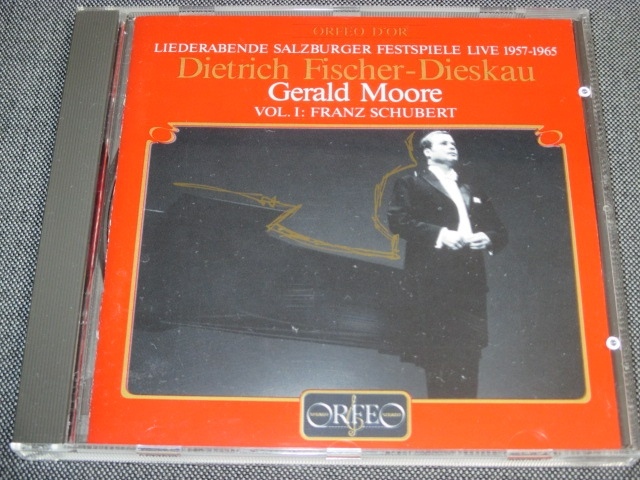 ORFEO D'OR
LIEDERABENDE SALZBURGER FESTSPIELE LIVE 1957-1965
Dietrich Fischer-Dieskau
Gerald Moore
VOL. I: FRANZ SCHUBERT
ORFEO